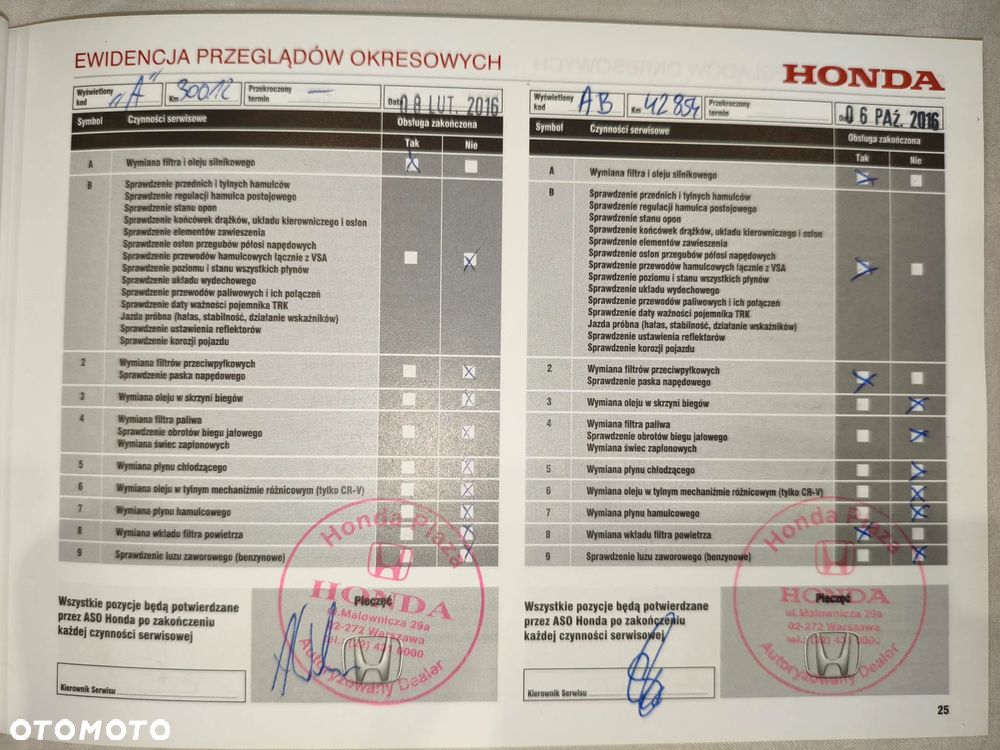 EWIDENCJA PRZEGLĄDÓW OKRESOWYCH
HONDA
Wyświetlony kod "A" Km 30012 Przekroczony termin — Data 08 LUT. 2016
Symbol Czynności serwisowe Obsługa zakończona
Tak Nie
A Wymiana filtra i oleju silnikowego
B Sprawdzenie przednich i tylnych hamulców
Sprawdzenie regulacji hamulca postojowego
Sprawdzenie stanu opon
Sprawdzenie końcówek drążków, układu kierowniczego i osłon
Sprawdzenie elementów zawieszenia
Sprawdzenie osłon przegubów półosi napędowych
Sprawdzenie przewodów hamulcowych łącznie z VSA
Sprawdzenie poziomu i stanu wszystkich płynów
Sprawdzenie układu wydechowego
Sprawdzenie przewodów paliwowych i ich połączeń
Sprawdzenie daty ważności pojemnika TRK
Jazda próbna (hałas, stabilność, działanie wskaźników)
Sprawdzenie ustawienia reflektorów
Sprawdzenie korozji pojazdu
2 Wymiana filtrów przeciwpyłkowych
Sprawdzenie paska napędowego
3 Wymiana oleju w skrzyni biegów
4 Wymiana filtra paliwa
Sprawdzenie obrotów biegu jałowego
Wymiana świec zapłonowych
5 Wymiana płynu chłodzącego
6 Wymiana oleju w tylnym mechaniźmie różnicowym (tylko CR-V)
7 Wymiana płynu hamulcowego
8 Wymiana wkładu filtra powietrza
9 Sprawdzenie luzu zaworowego (benzynowe)
Wszystkie pozycje będą potwierdzane
przez ASO Honda po zakończeniu
każdej czynności serwisowej
Kierownik Serwisu
Pieczęć
Honda Plaza
HONDA
ul.Malownicza 29a
02-272 Warszawa
Autoryzowany Dealer
Wyświetlony kod AB Km 42854 Przekroczony termin 06 PAŹ. 2016
Symbol Czynności serwisowe Obsługa zakończona
Tak Nie
A Wymiana filtra i oleju silnikowego
B Sprawdzenie przednich i tylnych hamulców
Sprawdzenie regulacji hamulca postojowego
Sprawdzenie stanu opon
Sprawdzenie końcówek drążków, układu kierowniczego i osłon
Sprawdzenie elementów zawieszenia
Sprawdzenie osłon przegubów półosi napędowych
Sprawdzenie przewodów hamulcowych łącznie z VSA
Sprawdzenie poziomu i stanu wszystkich płynów
Sprawdzenie układu wydechowego
Sprawdzenie przewodów paliwowych i ich połączeń
Sprawdzenie daty ważności pojemnika TRK
Jazda próbna (hałas, stabilność, działanie wskaźników)
Sprawdzenie ustawienia reflektorów
Sprawdzenie korozji pojazdu
2 Wymiana filtrów przeciwpyłkowych
Sprawdzenie paska napędowego
3 Wymiana oleju w skrzyni biegów
4 Wymiana filtra paliwa
Sprawdzenie obrotów biegu jałowego
Wymiana świec zapłonowych
5 Wymiana płynu chłodzącego
6 Wymiana oleju w tylnym mechaniźmie różnicowym (tylko CR-V)
7 Wymiana płynu hamulcowego
8 Wymiana wkładu filtra powietrza
9 Sprawdzenie luzu zaworowego (benzynowe)
Wszystkie pozycje będą potwierdzane
przez ASO Honda po zakończeniu
każdej czynności serwisowej
Kierownik Serwisu
Pieczęć
Honda Plaza
HONDA
ul.Malownicza 29a
02-272 Warszawa
Autoryzowany Dealer
25
OTOMOTO